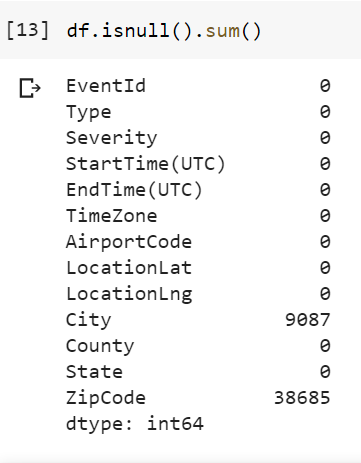 [13] df.isnull().sum()
EventId 0
Type 0
Severity 0
StartTime(UTC) 0
EndTime(UTC) 0
TimeZone 0
AirportCode 0
LocationLat 0
LocationLng 0
City 9087
County 0
State 0
ZipCode 38685
dtype: int64